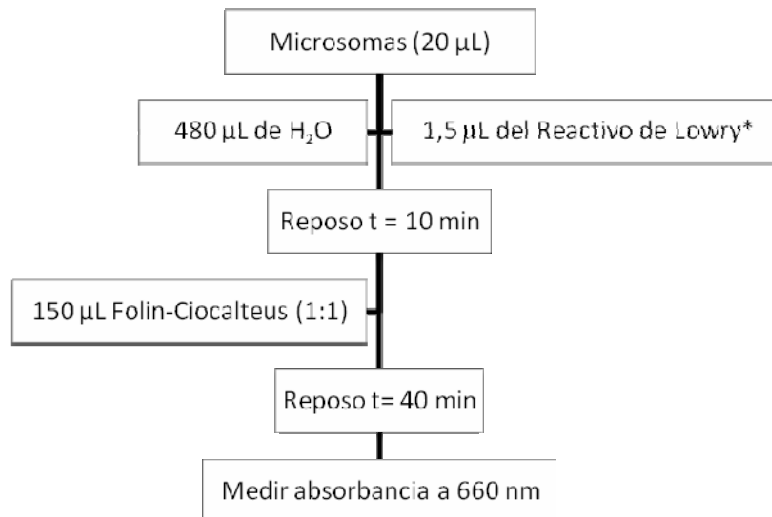 Microsomas (20 µL)
480 µL de H₂O
1,5 µL del Reactivo de Lowry*
Reposo t = 10 min
150 µL Folin-Ciocalteus (1:1)
Reposo t= 40 min
Medir absorbancia a 660 nm